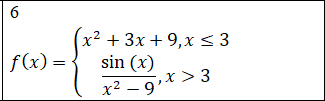 6
f(x) = { x² + 3x + 9, x ≤ 3
sin (x) / x² − 9, x > 3